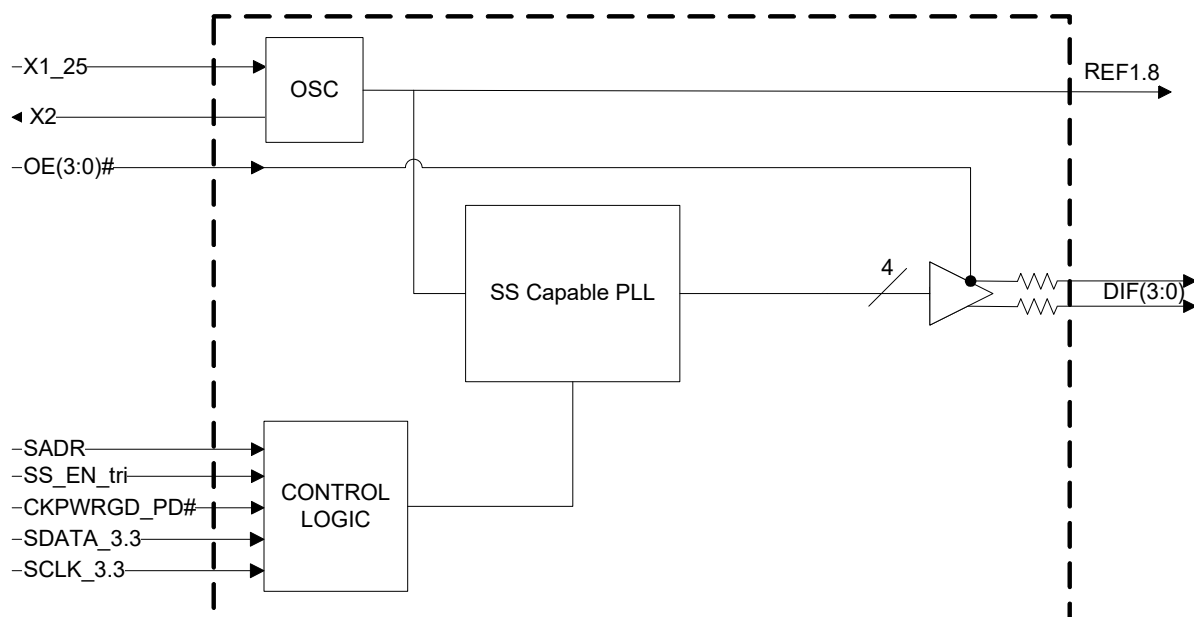 X1_25
OSC
REF1.8
X2
OE(3:0)#
4
SS Capable PLL
DIF(3:0)
SADR
SS_EN_tri
CKPWRGD_PD#
SDATA_3.3
SCLK_3.3
CONTROL
LOGIC